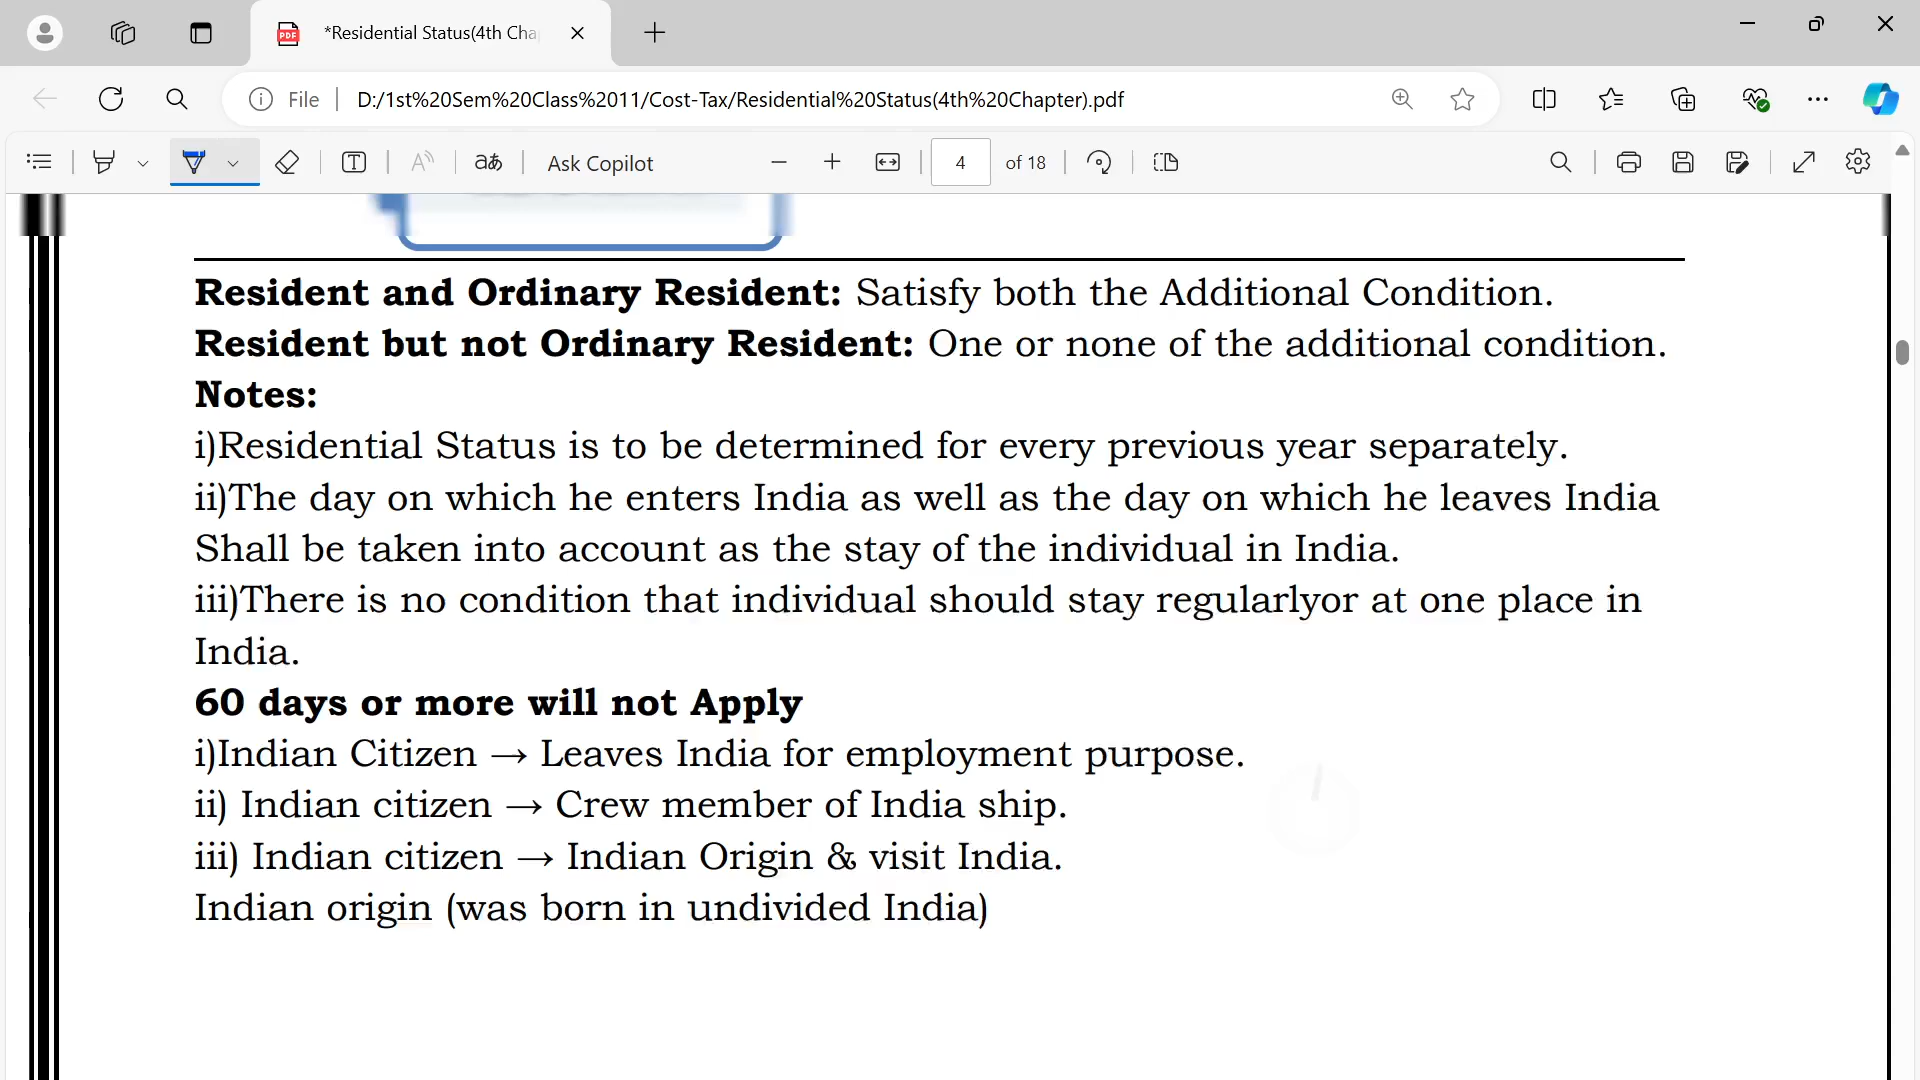 *Residential Status(4th Cha
File
D:/1st%20Sem%20Class%2011/Cost-Tax/Residential%20Status(4th%20Chapter).pdf
Ask Copilot
4 of 18
Resident and Ordinary Resident: Satisfy both the Additional Condition.
Resident but not Ordinary Resident: One or none of the additional condition.
Notes:
i)Residential Status is to be determined for every previous year separately.
ii)The day on which he enters India as well as the day on which he leaves India
Shall be taken into account as the stay of the individual in India.
iii)There is no condition that individual should stay regularlyor at one place in
India.
60 days or more will not Apply
i)Indian Citizen → Leaves India for employment purpose.
ii) Indian citizen → Crew member of India ship.
iii) Indian citizen → Indian Origin & visit India.
Indian origin (was born in undivided India)